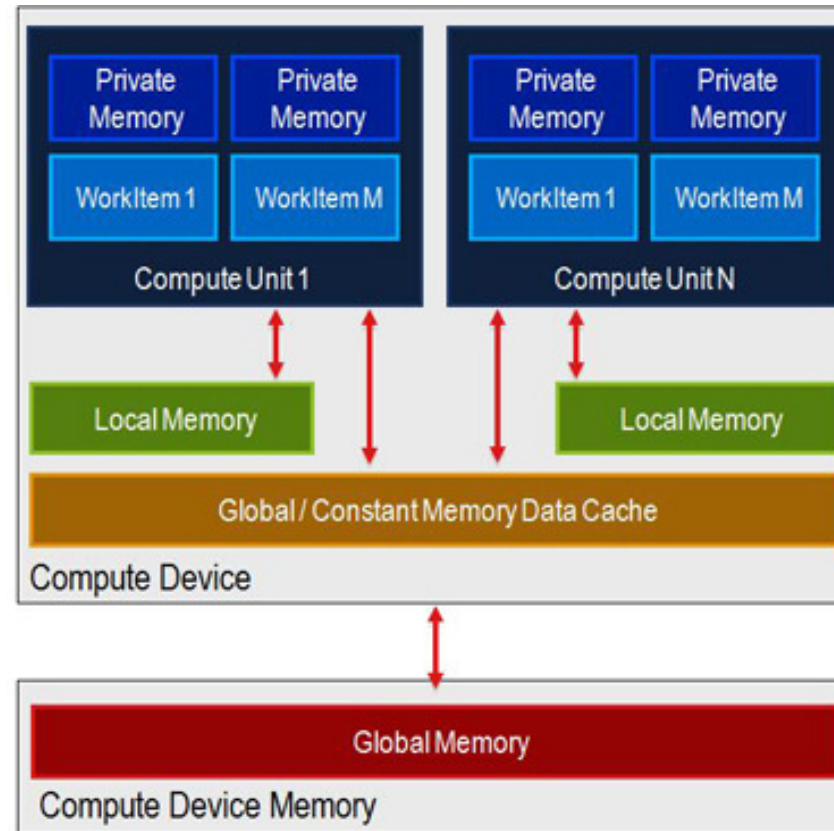 Private Memory
Private Memory
Private Memory
Private Memory
WorkItem 1
WorkItem M
WorkItem 1
WorkItem M
Compute Unit 1
Compute Unit N
Local Memory
Local Memory
Global / Constant Memory Data Cache
Compute Device
Global Memory
Compute Device Memory